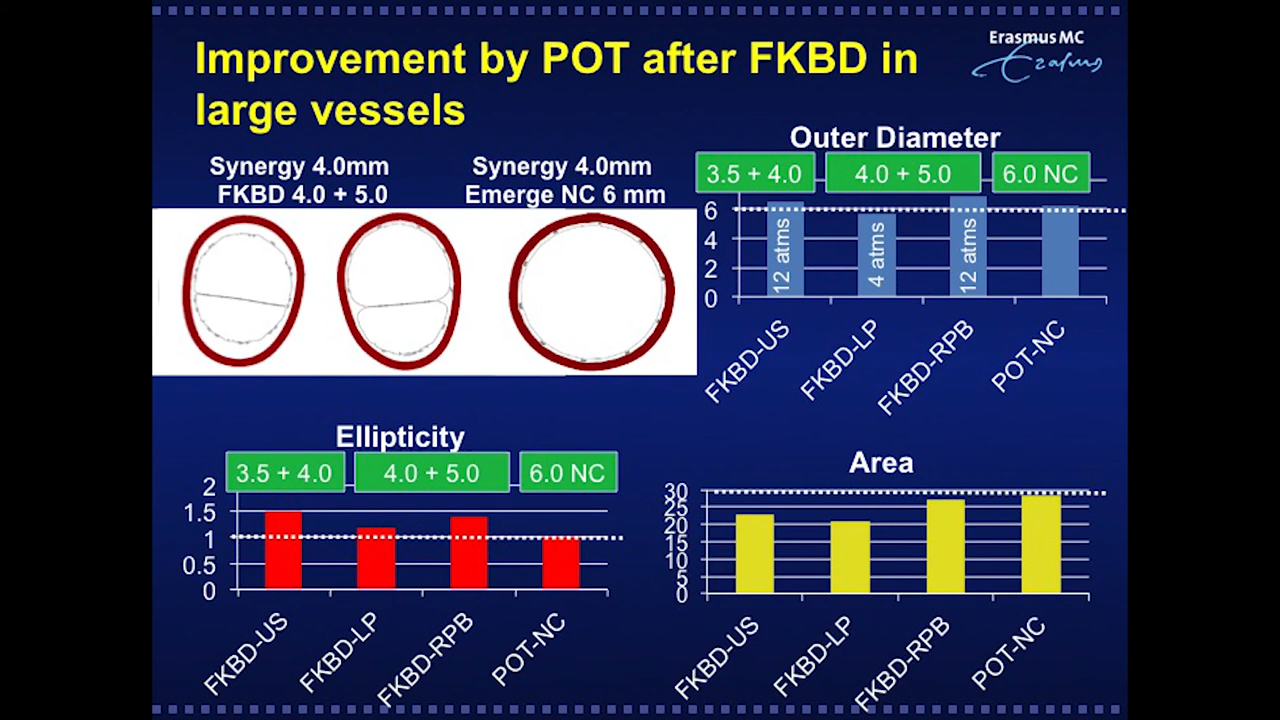 Improvement by POT after FKBD in
large vessels
Erasmus MC
Erasmus
Synergy 4.0mm
FKBD 4.0 + 5.0
Synergy 4.0mm
Emerge NC 6 mm
Outer Diameter
3.5 + 4.0
4.0 + 5.0
6.0 NC
6
4
2
0
12 atms
4 atms
12 atms
FKBD-US
FKBD-LP
FKBD-RPB
POT-NC
Ellipticity
3.5 + 4.0
4.0 + 5.0
6.0 NC
2
1.5
1
0.5
0
FKBD-US
FKBD-LP
FKBD-RPB
POT-NC
Area
30
25
20
15
10
5
0
FKBD-US
FKBD-LP
FKBD-RPB
POT-NC